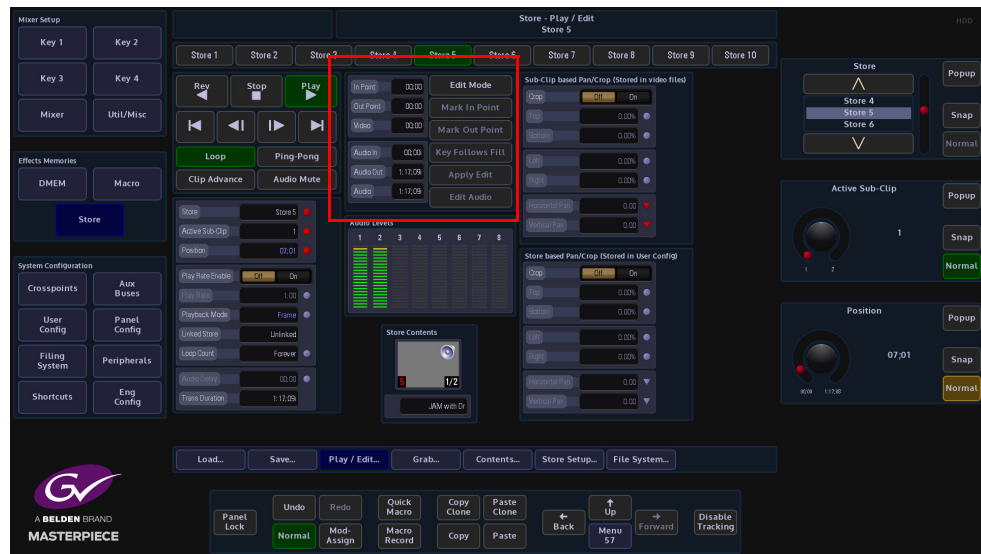 Mixer Setup
Key 1
Key 2
Key 3
Key 4
Mixer
Util/Misc
Effects Memories
DMEM
Macro
Store
System Configuration
Crosspoints
Aux
Buses
User
Config
Panel
Config
Filing
System
Peripherals
Shortcuts
Eng
Config
GV
A BELDEN BRAND
MASTERPIECE
Store - Play / Edit
Store 5
HDD
Store 1
Store 2
Store 3
Store 4
Store 5
Store 6
Store 7
Store 8
Store 9
Store 10
Rev
Stop
Play
Loop
Ping-Pong
Clip Advance
Audio Mute
Store
Store 5
Active Sub-Clip
1
Position
07;01
Play Rate Enable
Off
On
Play Rate
1.00
Playback Mode
Frame
Linked Store
Unlinked
Loop Count
Forever
Audio Delay
00;00
Trans Duration
1:17;09
In Point
00;00
Edit Mode
Out Point
00;00
Mark In Point
Video
00;00
Mark Out Point
Audio In
00;00
Key Follows Fill
Audio Out
1:17;09
Apply Edit
Audio
1:17;09
Edit Audio
Audio Levels
1 2 3 4 5 6 7 8
Store Contents
5
1/2
JAM with Dr
Sub-Clip based Pan/Crop (Stored in video files)
Crop
Off
On
Top
0.00%
Bottom
0.00%
Left
0.00%
Right
0.00%
Horizontal Pan
0.00
Vertical Pan
0.00
Store based Pan/Crop (Stored in User Config)
Crop
Off
On
Top
0.00%
Bottom
0.00%
Left
0.00%
Right
0.00%
Horizontal Pan
0.00
Vertical Pan
0.00
Store
Store 4
Store 5
Store 6
Popup
Snap
Normal
Active Sub-Clip
1
1 2
Popup
Snap
Normal
Position
07;01
Popup
Snap
Normal
Load...
Save...
Play / Edit...
Grab...
Contents...
Store Setup...
File System...
Panel
Lock
Undo
Redo
Normal
Mod-
Assign
Quick
Macro
Macro
Record
Copy
Clone
Paste
Clone
Copy
Paste
Back
Up
Menu
57
Forward
Disable
Tracking